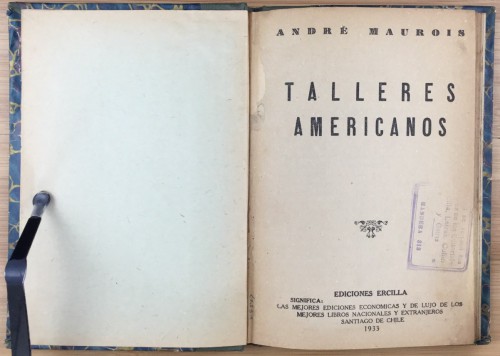 ANDRÉ MAUROIS
TALLERES
AMERICANOS
EDICIONES ERCILLA
SIGNIFICA:
LAS MEJORES EDICIONES ECONOMICAS Y DE LUJO DE LOS
MEJORES LIBROS NACIONALES Y EXTRANJEROS
SANTIAGO DE CHILE
1933